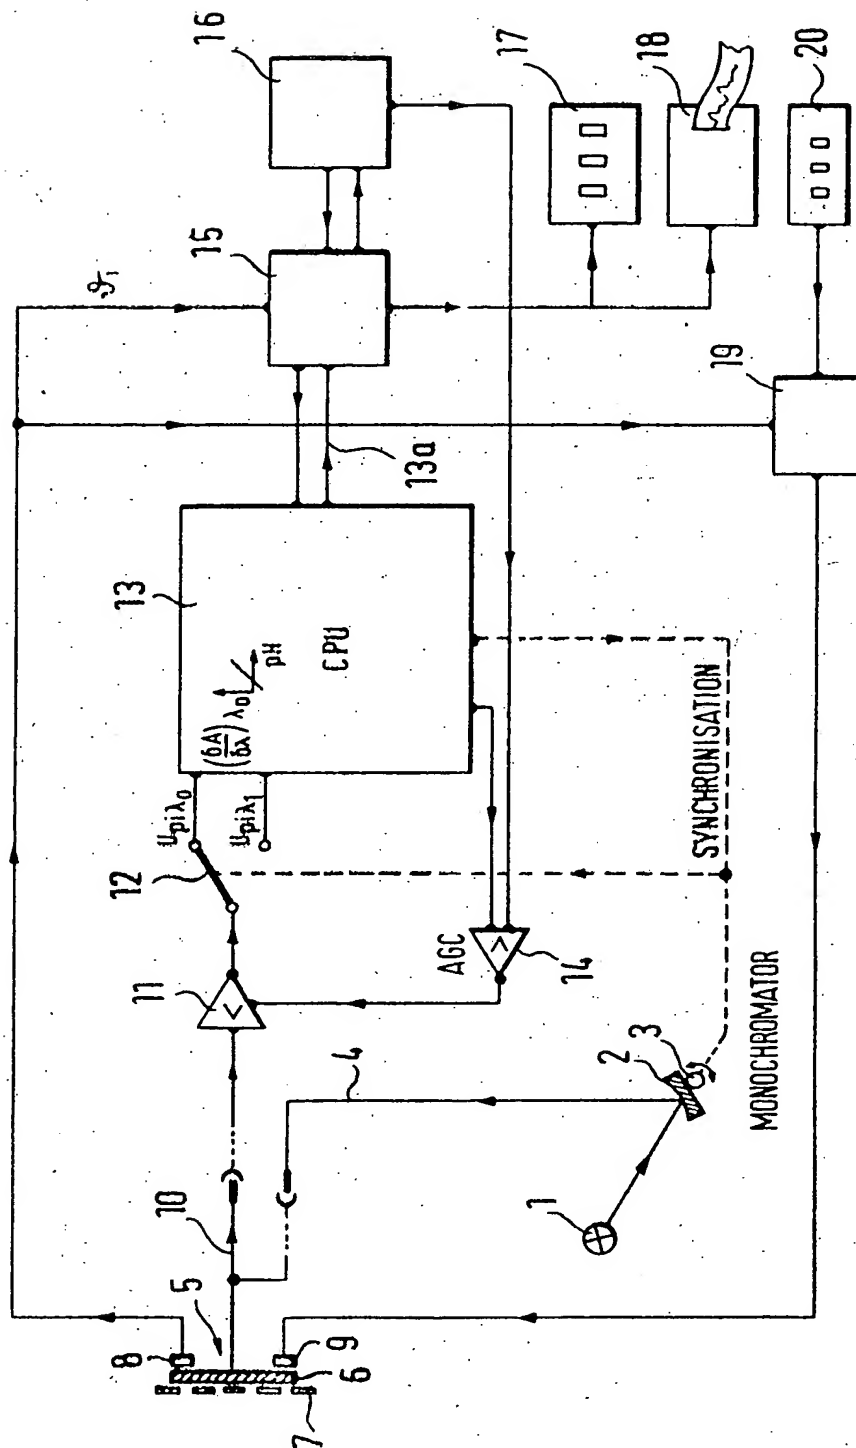 16
17
18
20
15
ϑi
19
13a
13
CPU
(δA/δλ)λ0
pH
Upiλ0
Upiλ1
12
SYNCHRONISATION
AGC
14
11
4
2
3
MONOCHROMATOR
1
10
5
8
9
6
7